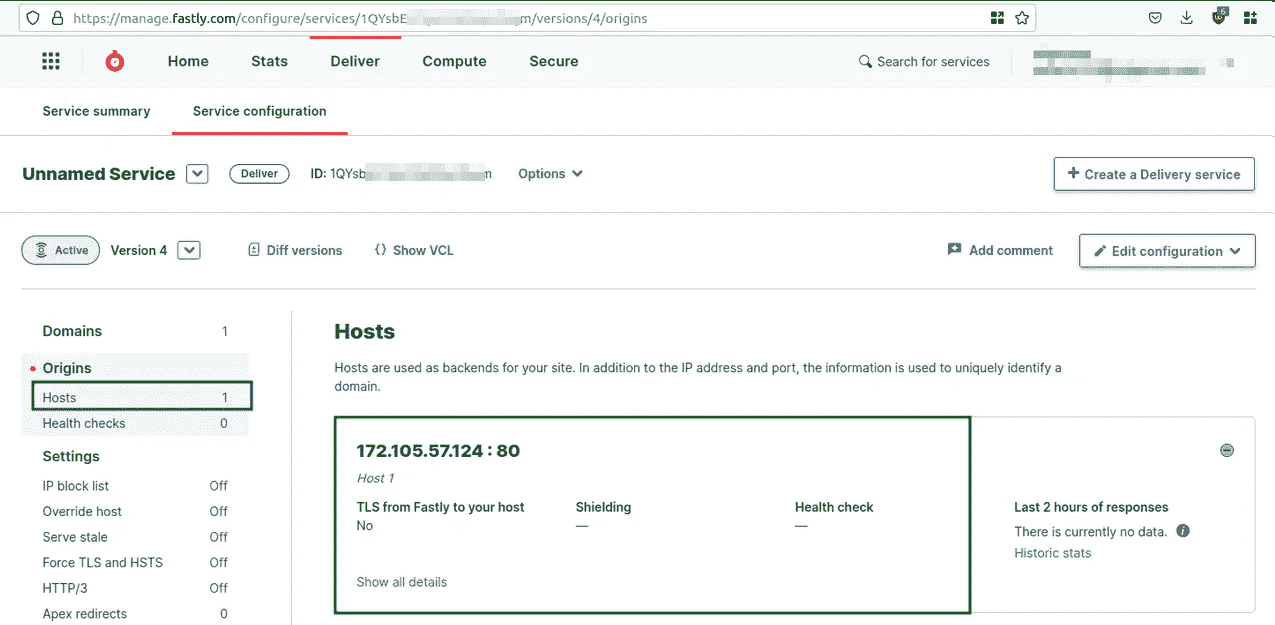 https://manage.fastly.com/configure/services/1QYsbE m/versions/4/origins
6
Home Stats Deliver Compute Secure Search for services
Service summary Service configuration
Unnamed Service Deliver ID: 1QYsb m Options + Create a Delivery service
Active Version 4 Diff versions {} Show VCL Add comment Edit configuration
Domains 1
Origins
Hosts 1
Health checks 0
Settings
IP block list Off
Override host Off
Serve stale Off
Force TLS and HSTS Off
HTTP/3 Off
Apex redirects 0
Hosts
Hosts are used as backends for your site. In addition to the IP address and port, the information is used to uniquely identify a
domain.
172.105.57.124 : 80
Host 1
TLS from Fastly to your host Shielding Health check
No — —
Show all details
Last 2 hours of responses
There is currently no data. i
Historic stats